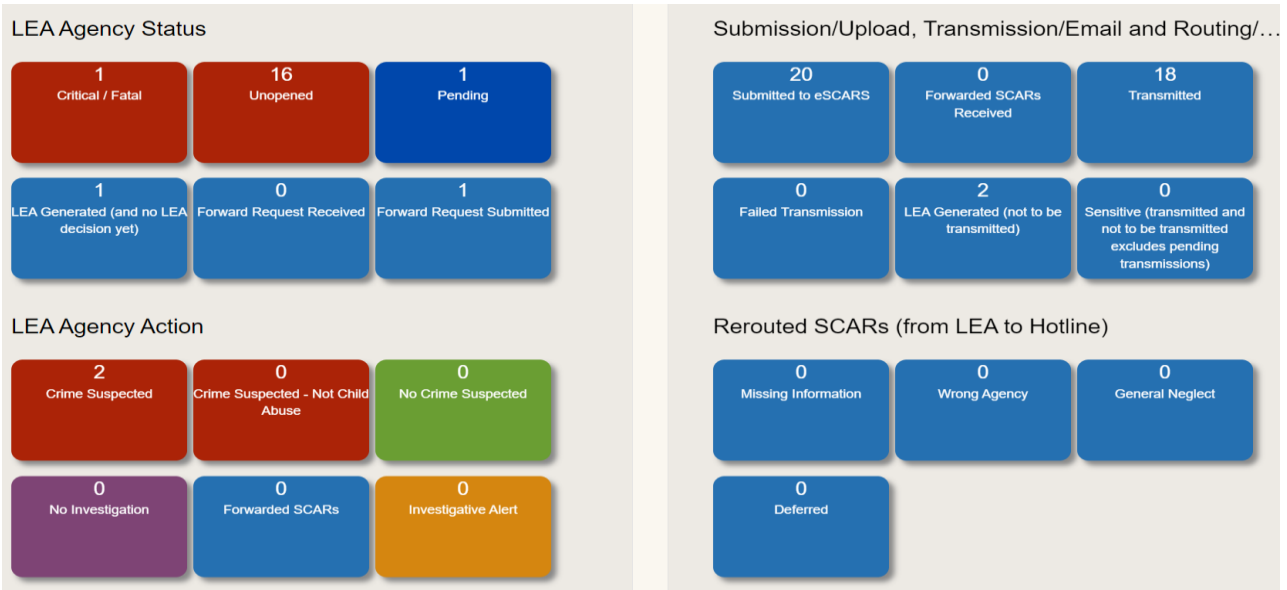 LEA Agency Status
1
Critical / Fatal
16
Unopened
1
Pending
1
LEA Generated (and no LEA
decision yet)
0
Forward Request Received
1
Forward Request Submitted
LEA Agency Action
2
Crime Suspected
0
Crime Suspected - Not Child
Abuse
0
No Crime Suspected
0
No Investigation
0
Forwarded SCARs
0
Investigative Alert
Submission/Upload, Transmission/Email and Routing/…
20
Submitted to eSCARS
0
Forwarded SCARs
Received
18
Transmitted
0
Failed Transmission
2
LEA Generated (not to be
transmitted)
0
Sensitive (transmitted and
not to be transmitted
excludes pending
transmissions)
Rerouted SCARs (from LEA to Hotline)
0
Missing Information
0
Wrong Agency
0
General Neglect
0
Deferred